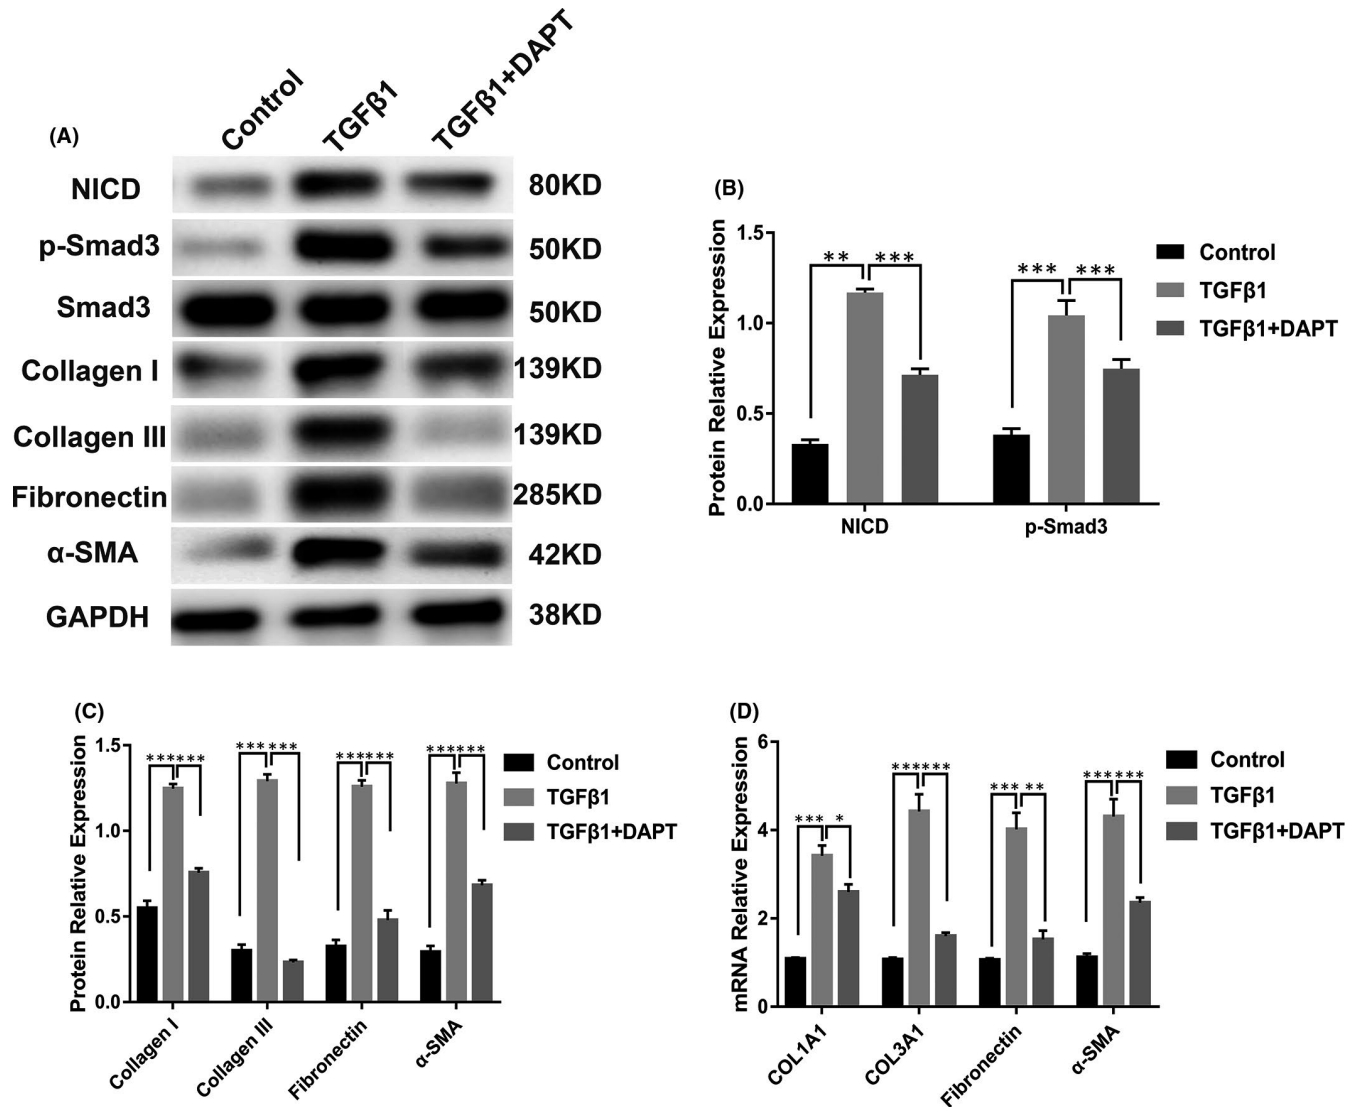 (A)
Control
TGFβ1
TGFβ1+DAPT
NICD 80KD
p-Smad3 50KD
Smad3 50KD
Collagen I 139KD
Collagen III 139KD
Fibronectin 285KD
α-SMA 42KD
GAPDH 38KD
(B)
Protein Relative Expression
1.5
1.0
0.5
0.0
** ***
*** ***
NICD p-Smad3
Control
TGFβ1
TGFβ1+DAPT
(C)
Protein Relative Expression
1.5
1.0
0.5
0.0
*** ***
*** ***
*** ***
*** ***
Collagen I
Collagen III
Fibronectin
α-SMA
Control
TGFβ1
TGFβ1+DAPT
(D)
mRNA Relative Expression
6
4
2
0
*** *
*** ***
*** **
*** ***
COL1A1
COL3A1
Fibronectin
α-SMA
Control
TGFβ1
TGFβ1+DAPT